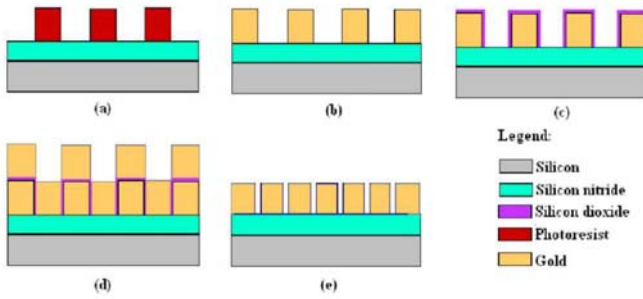 (a)
(b)
(c)
Legend:
Silicon
Silicon nitride
Silicon dioxide
Photoresist
Gold
(d)
(e)